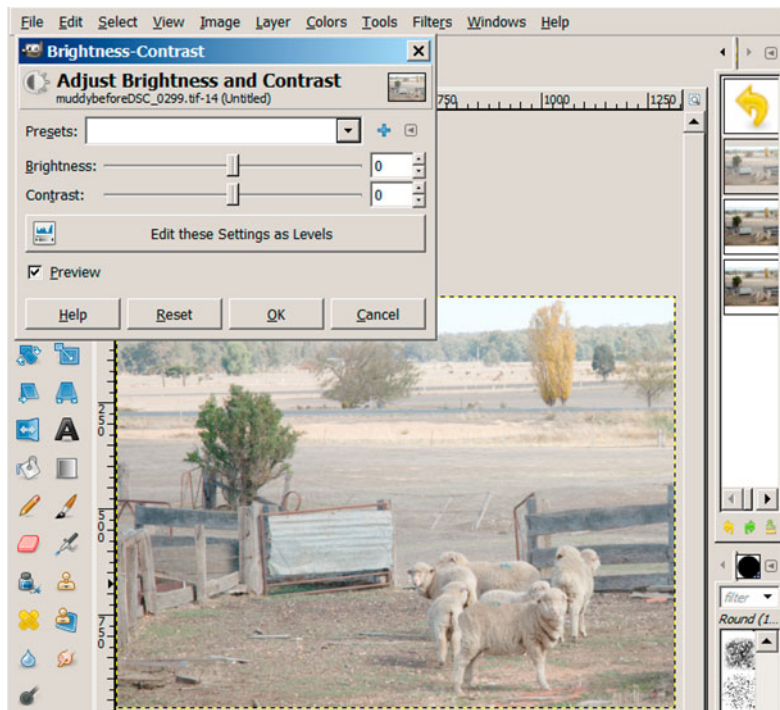 File Edit Select View Image Layer Colors Tools Filters Windows Help
Brightness-Contrast
Adjust Brightness and Contrast
muddybeforeDSC_0299.tif-14 (Untitled)
Presets:
Brightness: 0
Contrast: 0
Edit these Settings as Levels
Preview
Help Reset OK Cancel
750 1000 1250
250
500
750
filter
Round (1...